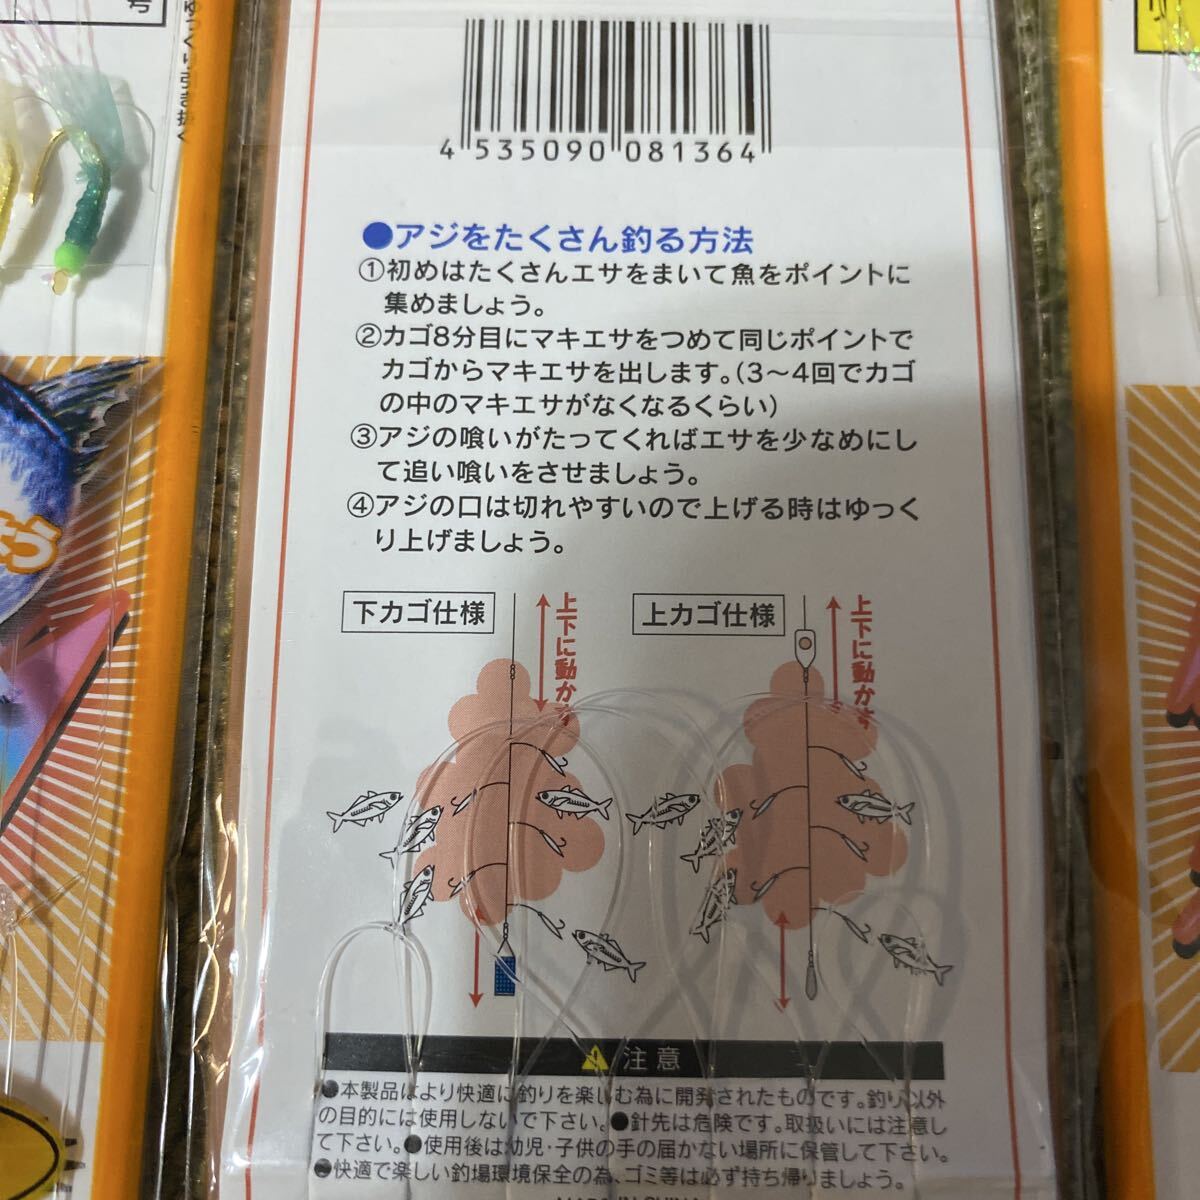 号
ゆっくり引き抜く
4 535090 081364
●アジをたくさん釣る方法
①初めはたくさんエサをまいて魚をポイントに
集めましょう。
②カゴ8分目にマキエサをつめて同じポイントで
カゴからマキエサを出します。(3～4回でカゴ
の中のマキエサがなくなるくらい)
③アジの喰いがたってくればエサを少なめにし
て追い喰いをさせましょう。
④アジの口は切れやすいので上げる時はゆっく
り上げましょう。
下カゴ仕様
上下に動かす
上カゴ仕様
上下に動かす
注意
●本製品はより快適に釣りを楽しむ為に開発されたものです。釣り以外
の目的には使用しないで下さい。●針先は危険です。取扱いには注意し
て下さい。●使用後は幼児・子供の手の届かない場所に保管して下さい。
●快適で楽しい釣場環境保全の為、ゴミ等は必ず持ち帰りましょう。
MADE IN CHINA